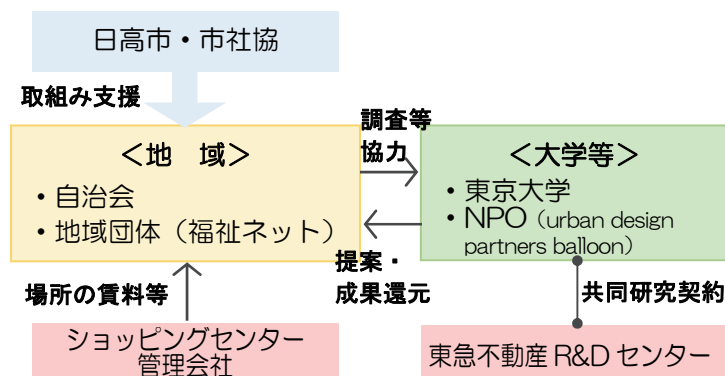 日高市・市社協
取組み支援
＜地　域＞
・自治会
・地域団体（福祉ネット）
調査等
協力
＜大学等＞
・東京大学
・NPO（urban design
partners balloon）
提案・
成果還元
場所の賃料等
共同研究契約
ショッピングセンター
管理会社
東急不動産 R&D センター